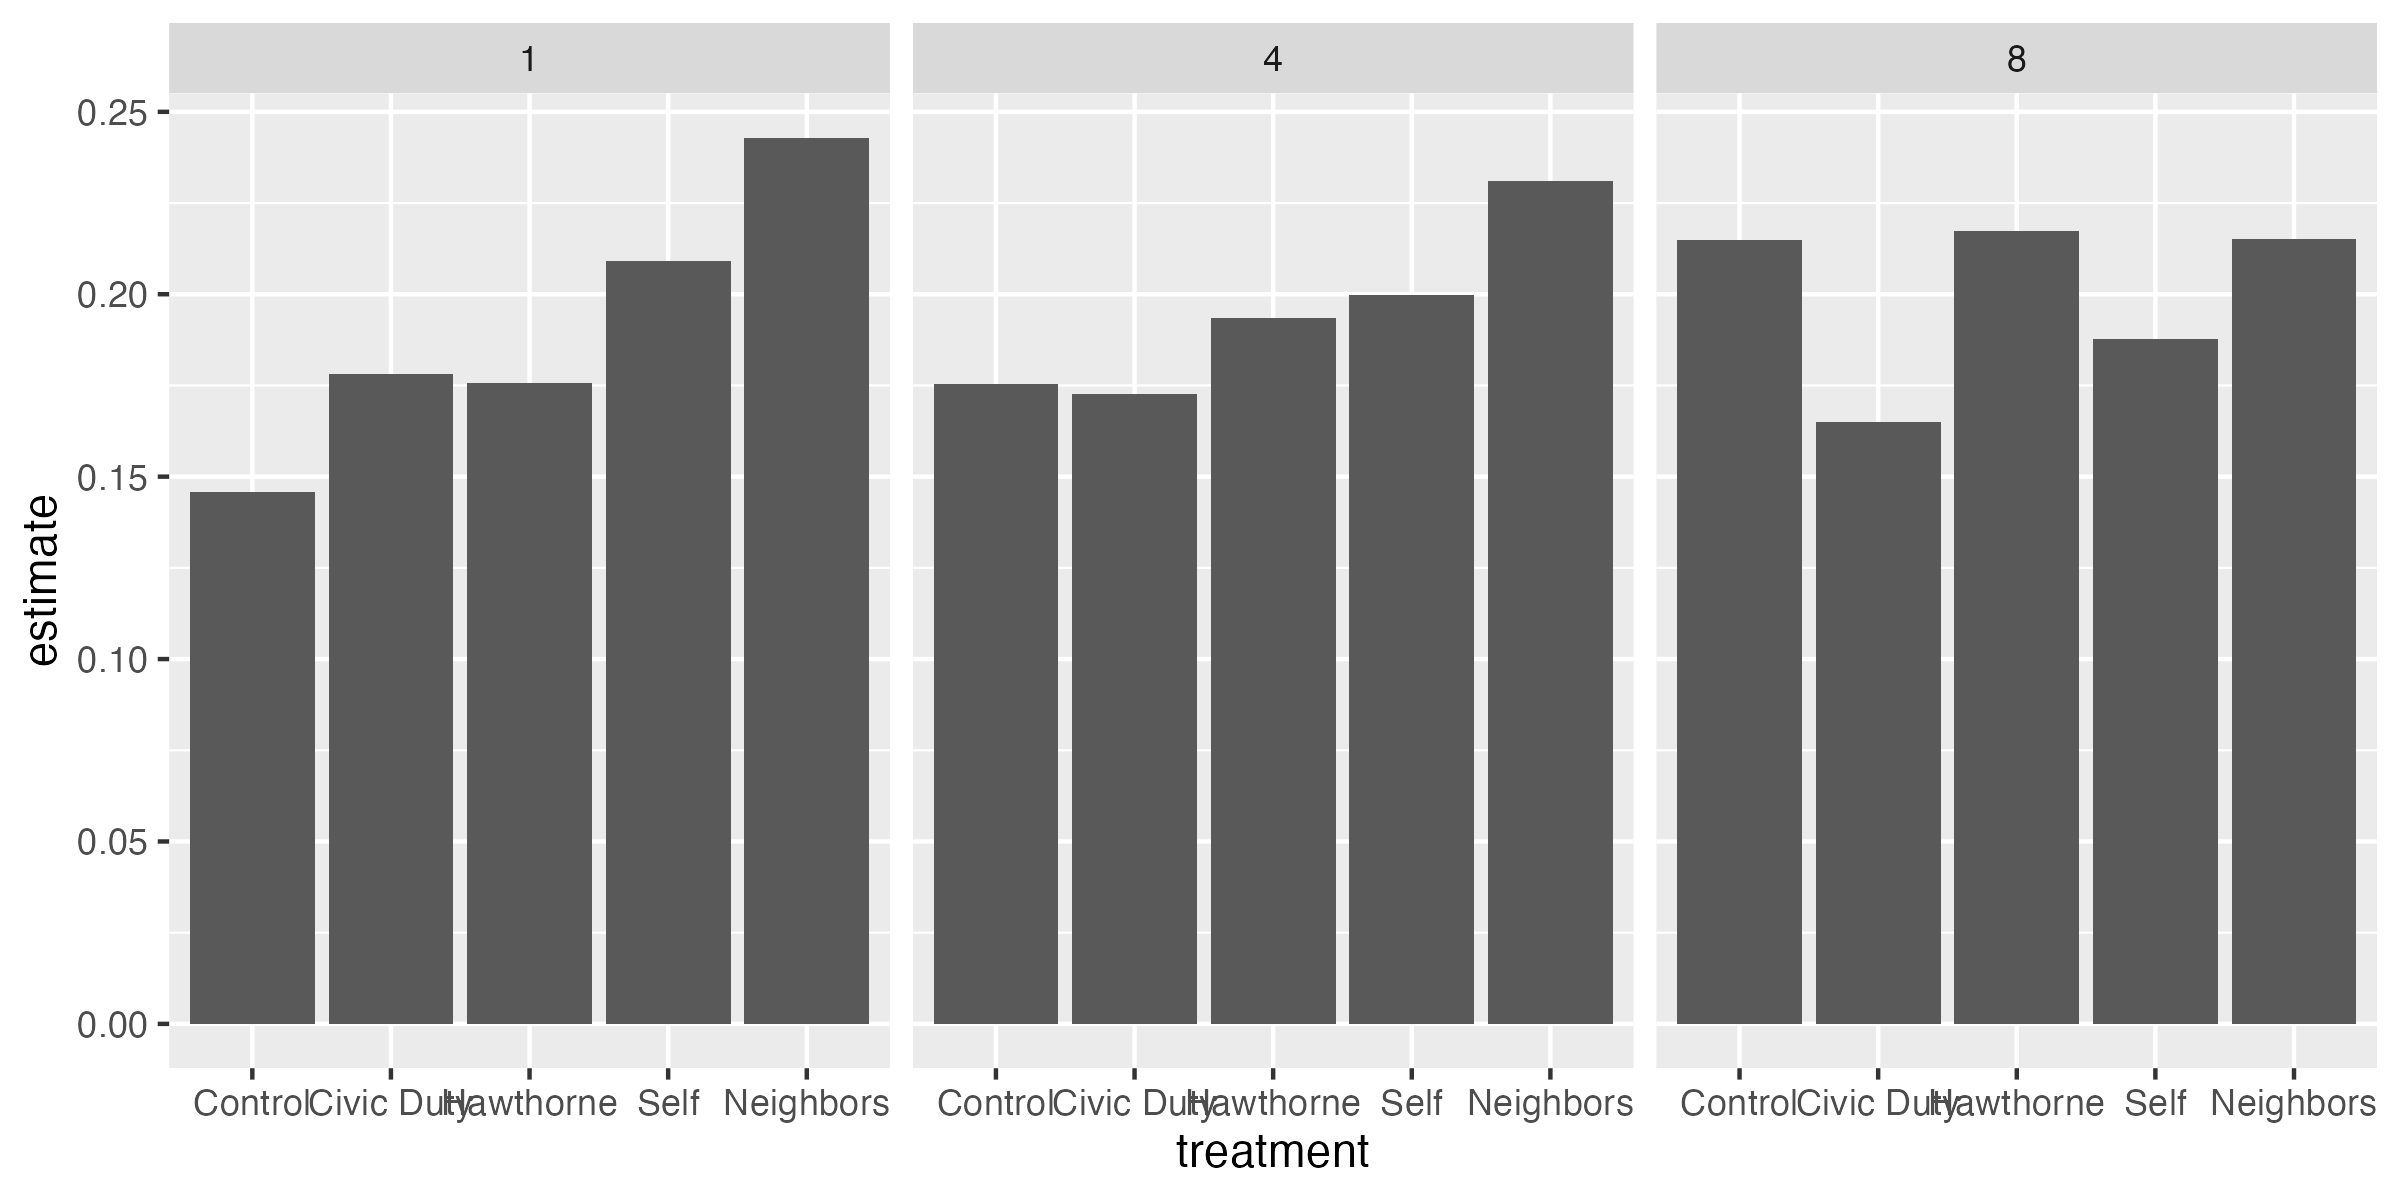 1 4 8
estimate
0.25
0.20
0.15
0.10
0.05
0.00
Control Civic Duty Hawthorne Self Neighbors Control Civic Duty Hawthorne Self Neighbors Control Civic Duty Hawthorne Self Neighbors
treatment